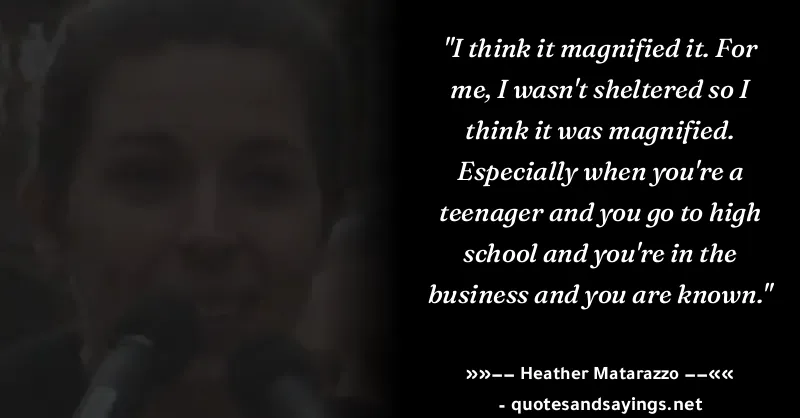 "I think it magnified it. For
me, I wasn't sheltered so I
think it was magnified.
Especially when you're a
teenager and you go to high
school and you're in the
business and you are known."
»»−− Heather Matarazzo −−««
- quotesandsayings.net